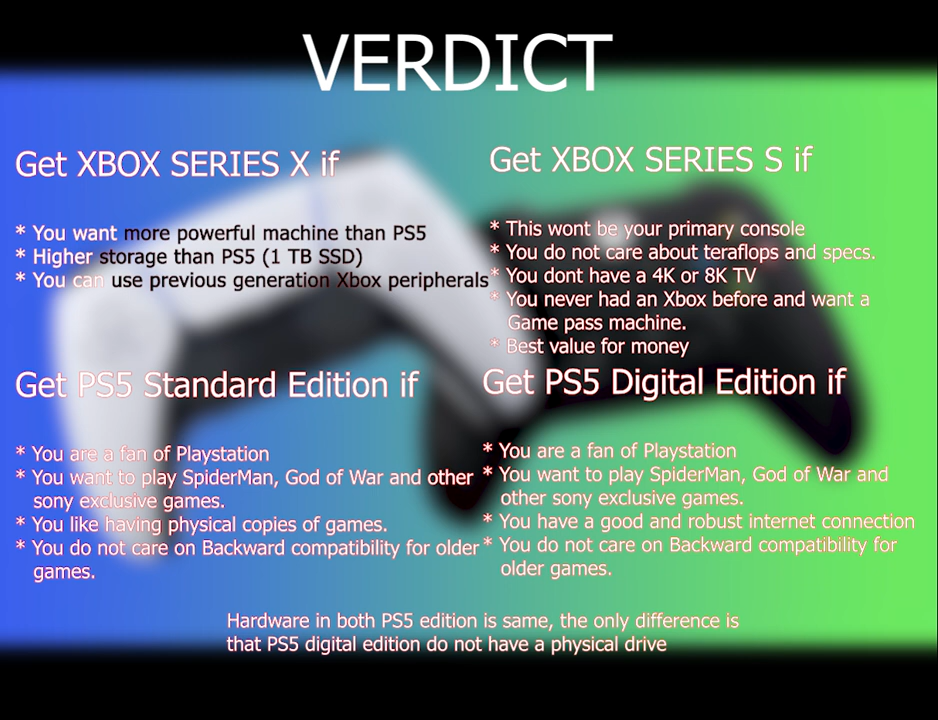 VERDICT
Get XBOX SERIES X if
* You want more powerful machine than PS5
* Higher storage than PS5 (1 TB SSD)
* You can use previous generation Xbox peripherals
Get XBOX SERIES S if
* This wont be your primary console
* You do not care about teraflops and specs.
* You dont have a 4K or 8K TV
* You never had an Xbox before and want a
Game pass machine.
* Best value for money
Get PS5 Standard Edition if
* You are a fan of Playstation
* You want to play SpiderMan, God of War and other
sony exclusive games.
* You like having physical copies of games.
* You do not care on Backward compatibility for older
games.
Get PS5 Digital Edition if
* You are a fan of Playstation
* You want to play SpiderMan, God of War and
other sony exclusive games.
* You have a good and robust internet connection
* You do not care on Backward compatibility for
older games.
Hardware in both PS5 edition is same, the only difference is
that PS5 digital edition do not have a physical drive